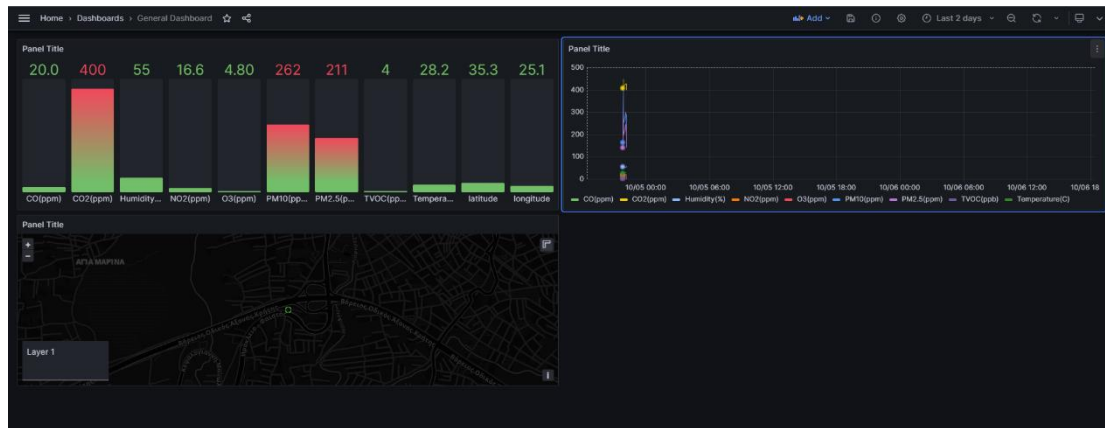 Home › Dashboards › General Dashboard
Add
Last 2 days
Panel Title
20.0 400 55 16.6 4.80 262 211 4 28.2 35.3 25.1
CO(ppm) CO2(ppm) Humidity... NO2(ppm) O3(ppm) PM10(pp... PM2.5(p... TVOC(pp... Tempera... latitude longitude
Panel Title
500
400
300
200
100
0
10/05 00:00 10/05 06:00 10/05 12:00 10/05 18:00 10/06 00:00 10/06 06:00 10/06 12:00 10/06 18
CO(ppm) CO2(ppm) Humidity(%) NO2(ppm) O3(ppm) PM10(ppm) PM2.5(ppm) TVOC(ppb) Temperature(C)
Panel Title
+
−
ΑΓΙΑ ΜΑΡΙΝΑ
Layer 1
i